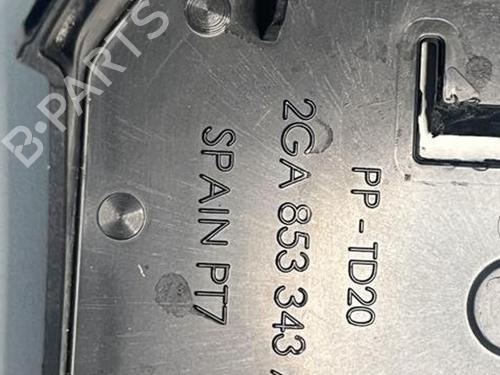 B-PARTS
PP-TD20
2GA 853 343
SPAIN PT7